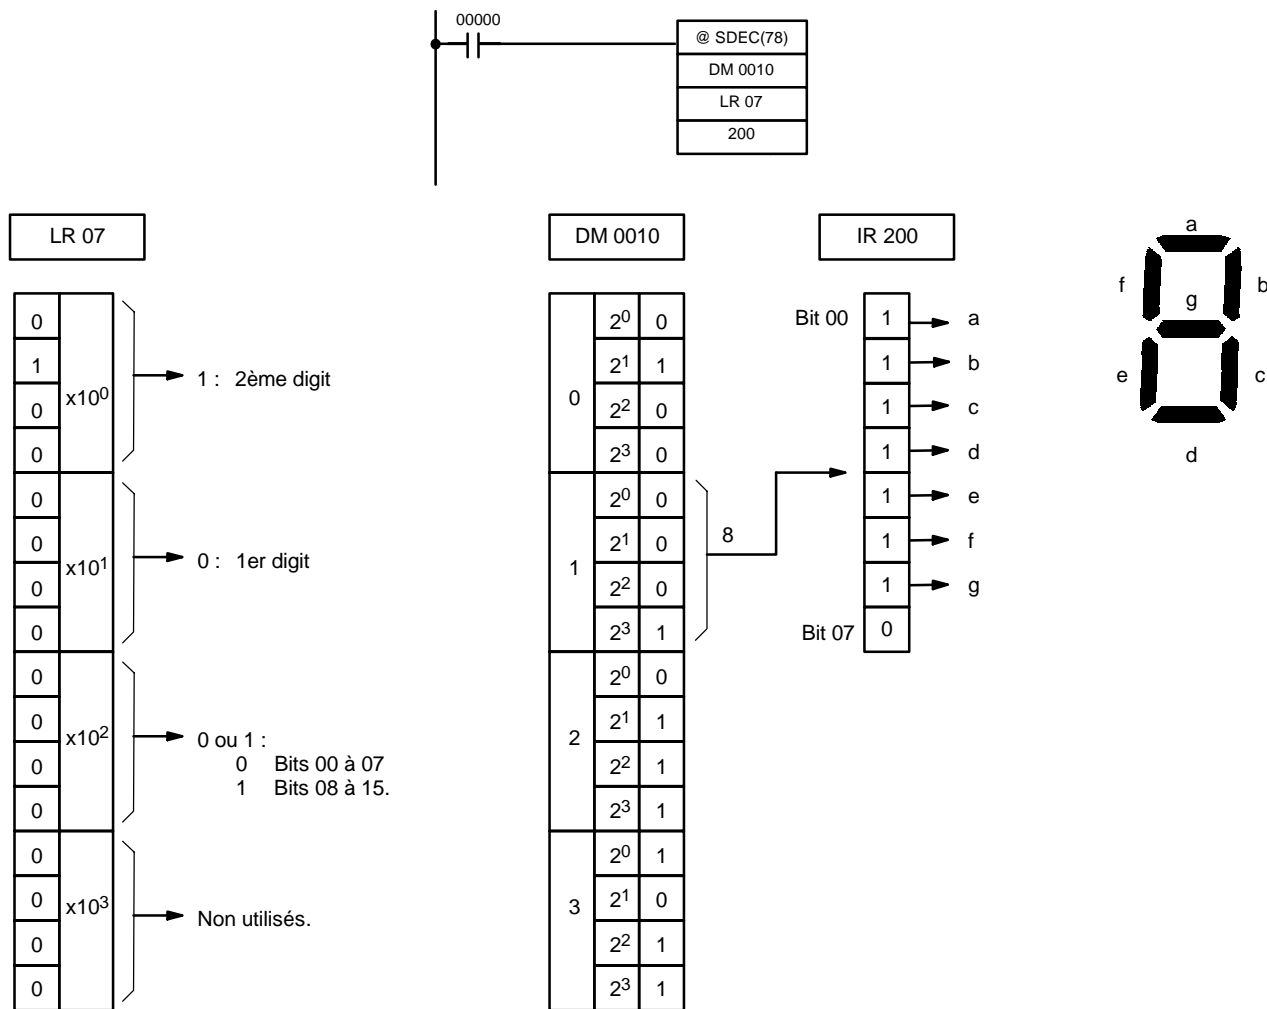 00000
@ SDEC(78)
DM 0010
LR 07
200
LR 07
DM 0010
IR 200
0
1
0
0
x10⁰
1 : 2ème digit
0
0
0
0
x10¹
0 : 1er digit
0
0
0
0
x10²
0 ou 1 :
0 Bits 00 à 07
1 Bits 08 à 15.
0
0
0
0
x10³
Non utilisés.
0
2⁰ 0
2¹ 1
2² 0
2³ 0
1
2⁰ 0
2¹ 0
2² 0
2³ 1
8
2
2⁰ 0
2¹ 1
2² 1
2³ 1
3
2⁰ 1
2¹ 0
2² 1
2³ 1
Bit 00 1 a
1 b
1 c
1 d
1 e
1 f
1 g
Bit 07 0
a
f
b
g
e
c
d